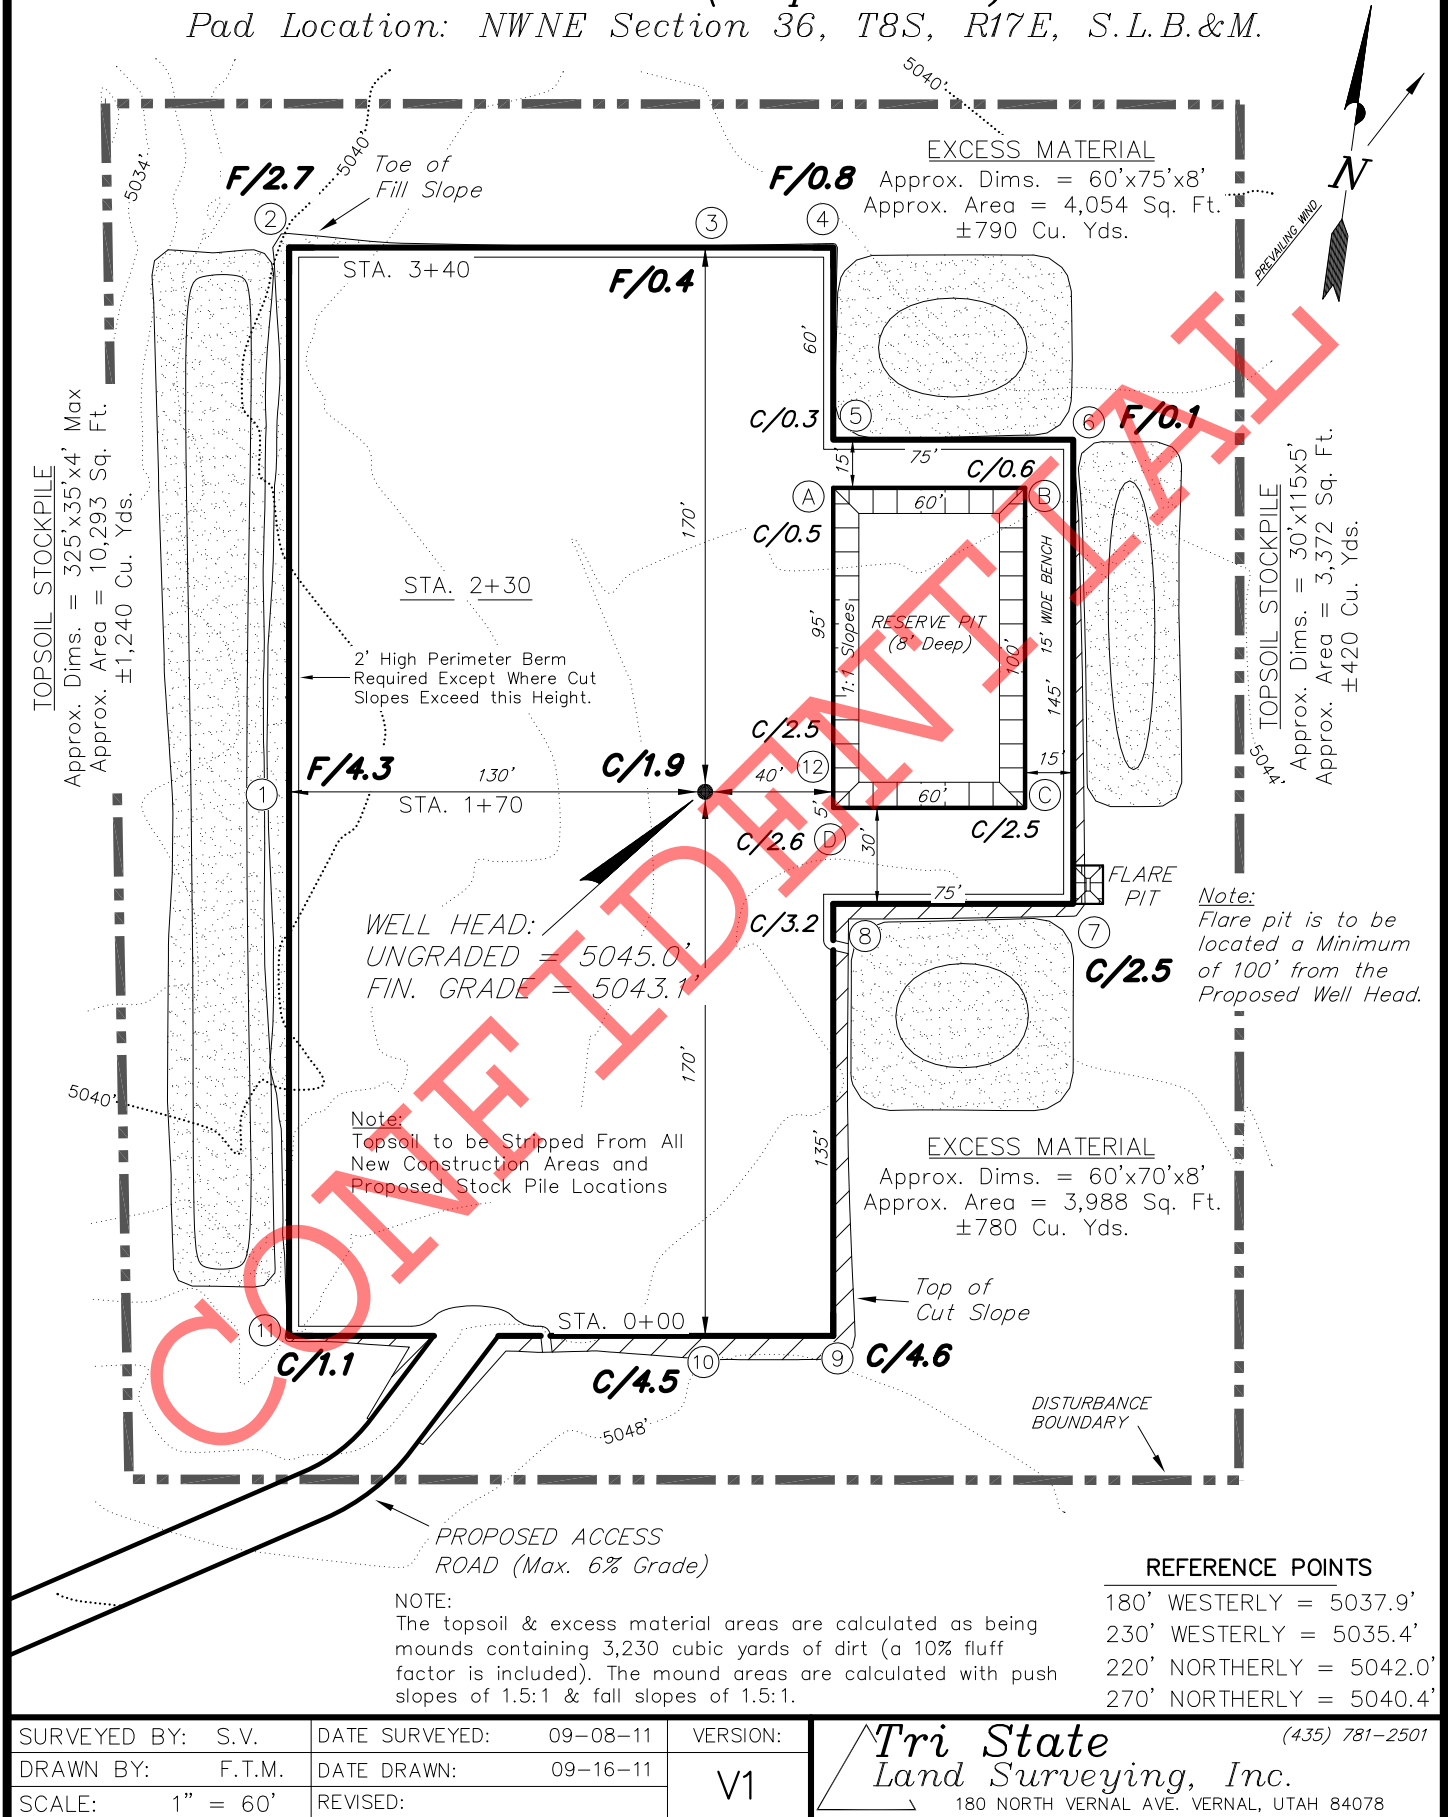 Pad Location: NWNE Section 36, T8S, R17E, S.L.B.&M.
5040'
EXCESS MATERIAL
Approx. Dims. = 60'x75'x8'
Approx. Area = 4,054 Sq. Ft.
±790 Cu. Yds.
N
PREVAILING WIND
5034'
5040'
Toe of
Fill Slope
F/2.7
F/0.8
2
3
4
STA. 3+40
F/0.4
60'
C/0.3
5
6
F/0.1
15'
75'
C/0.6
A
B
60'
C/0.5
170'
STA. 2+30
TOPSOIL STOCKPILE
Approx. Dims. = 325'x35'x4' Max
Approx. Area = 10,293 Sq. Ft.
±1,240 Cu. Yds.
95'
1:1 Slopes
RESERVE PIT
(8' Deep)
100'
15' WIDE BENCH
145'
TOPSOIL STOCKPILE
Approx. Dims. = 30'x115x5'
Approx. Area = 3,372 Sq. Ft.
±420 Cu. Yds.
5044'
2' High Perimeter Berm
Required Except Where Cut
Slopes Exceed this Height.
C/2.5
F/4.3
130'
C/1.9
40'
12
15'
1
STA. 1+70
60'
C
5'
C/2.6
D
30'
C/2.5
FLARE
PIT
75'
WELL HEAD:
UNGRADED = 5045.0'
FIN. GRADE = 5043.1'
C/3.2
8
7
C/2.5
Note:
Flare pit is to be
located a Minimum
of 100' from the
Proposed Well Head.
170'
5040'
Note:
Topsoil to be Stripped From All
New Construction Areas and
Proposed Stock Pile Locations
135'
EXCESS MATERIAL
Approx. Dims. = 60'x70'x8'
Approx. Area = 3,988 Sq. Ft.
±780 Cu. Yds.
Top of
Cut Slope
11
STA. 0+00
C/1.1
C/4.5
10
9
C/4.6
5048'
DISTURBANCE
BOUNDARY
CONFIDENTIAL
PROPOSED ACCESS
ROAD (Max. 6% Grade)
REFERENCE POINTS
180' WESTERLY = 5037.9'
230' WESTERLY = 5035.4'
220' NORTHERLY = 5042.0'
270' NORTHERLY = 5040.4'
NOTE:
The topsoil & excess material areas are calculated as being
mounds containing 3,230 cubic yards of dirt (a 10% fluff
factor is included). The mound areas are calculated with push
slopes of 1.5:1 & fall slopes of 1.5:1.
SURVEYED BY: S.V.
DATE SURVEYED: 09-08-11
VERSION:
DRAWN BY: F.T.M.
DATE DRAWN: 09-16-11
V1
SCALE: 1" = 60'
REVISED:
Tri State
(435) 781-2501
Land Surveying, Inc.
180 NORTH VERNAL AVE. VERNAL, UTAH 84078